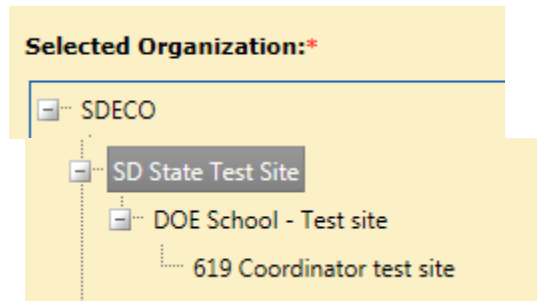 Selected Organization:*
SDECO
SD State Test Site
DOE School - Test site
619 Coordinator test site